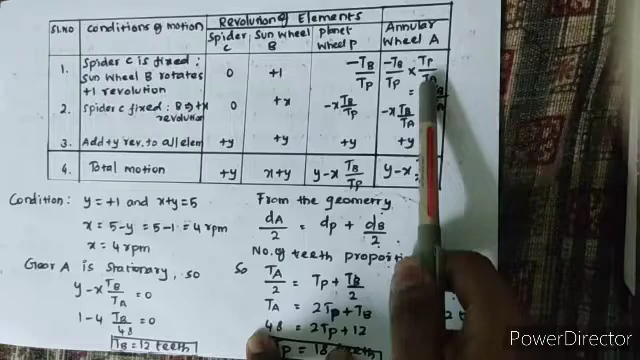 Sl.No Conditions of motion Revolution of Elements
Spider C Sun Wheel B Planet Wheel P Annular Wheel A
1. Spider C is fixed; Sun Wheel B rotates +1 revolution 0 +1 -TB/TP -TB/TP × TP/TA
2. Spider C fixed: B → +x revolution 0 +x -x TB/TP -x TB/TA
3. Add +y rev. to all elem +y +y +y +y
4. Total motion +y x+y y-x TB/TP y-x
Condition: y=+1 and x+y=5
x = 5-y = 5-1 = 4 rpm
x = 4 rpm
Gear A is stationary, so
y-x TB/TA = 0
1-4 TB/48 = 0
TB = 12 teeth
From the geometry
dA/2 = dp + dB/2
No. of teeth
So TA/2 = TP + TB/2
TA = 2TP + TB
48 = 2TP + 12
TP = 18 teeth
PowerDirector